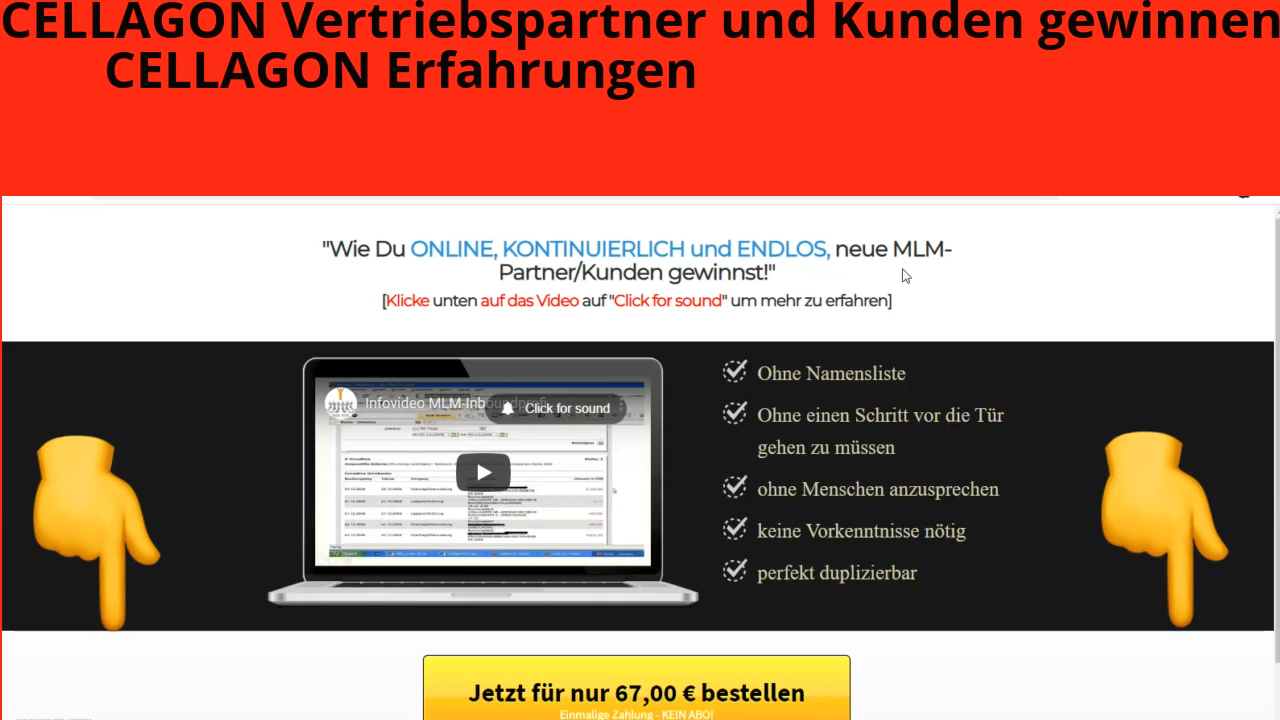 CELLAGON Vertriebspartner und Kunden gewinnen
CELLAGON Erfahrungen
"Wie Du ONLINE, KONTINUIERLICH und ENDLOS, neue MLM-
Partner/Kunden gewinnst!"
[Klicke unten auf das Video auf "Click for sound" um mehr zu erfahren]
Infovideo MLM-Inboundprofi
Click for sound
Ohne Namensliste
Ohne einen Schritt vor die Tür
gehen zu müssen
ohne Menschen anzusprechen
keine Vorkenntnisse nötig
perfekt duplizierbar
Jetzt für nur 67,00 € bestellen
Einmalige Zahlung - KEIN ABO!